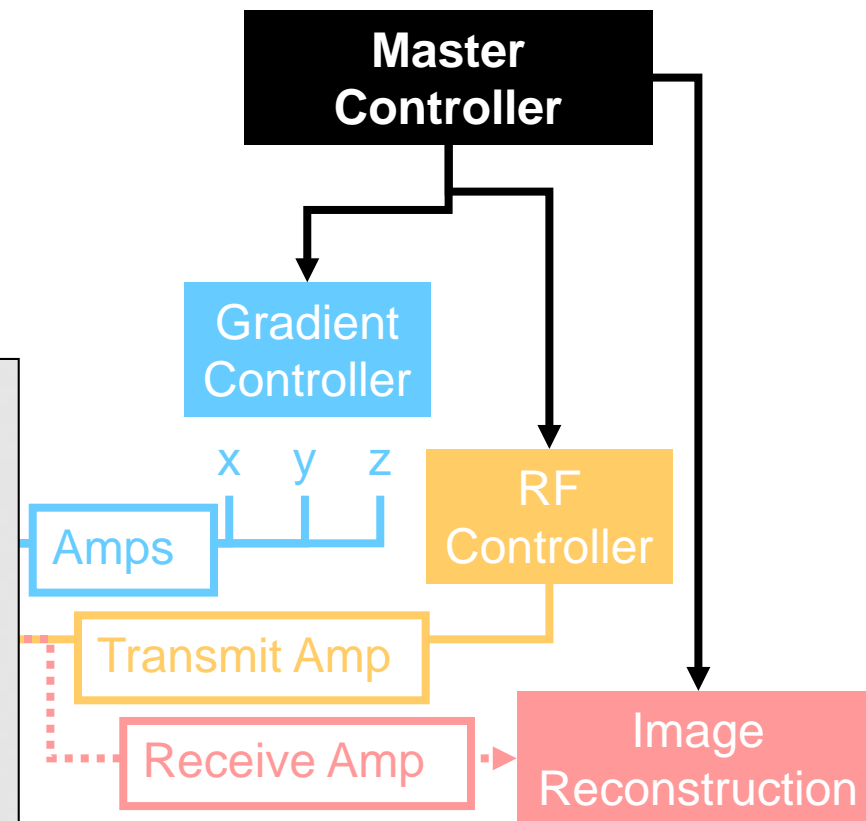 Master
Controller
Gradient
Controller
x y z
RF
Controller
Amps
Transmit Amp
Receive Amp
Image
Reconstruction